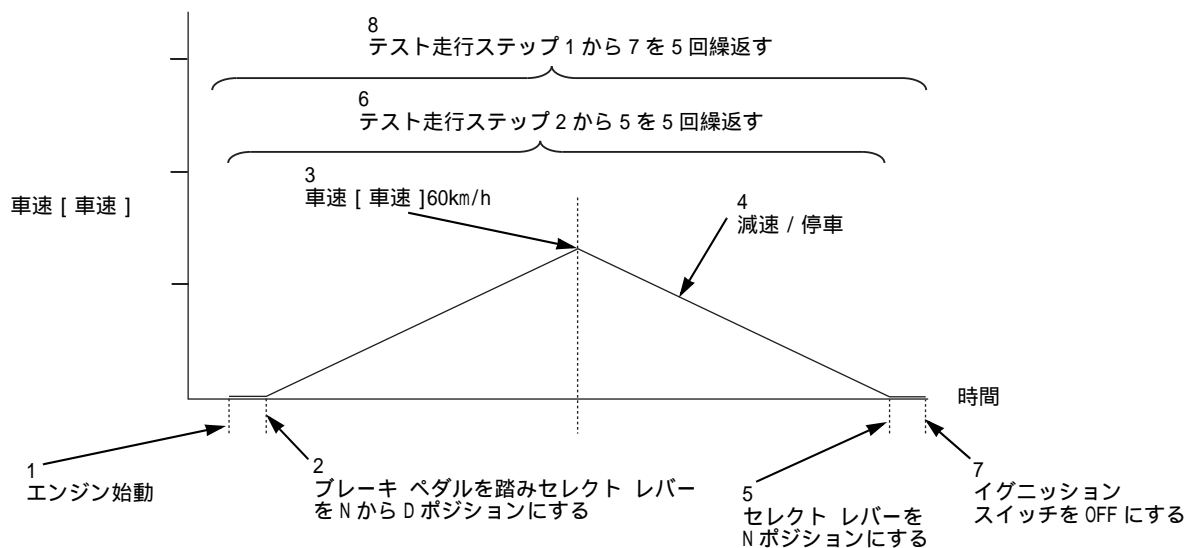 8
テスト走行ステップ 1 から 7 を 5 回繰返す
6
テスト走行ステップ 2 から 5 を 5 回繰返す
3
車速 [ 車速 ]60km/h
4
減速 / 停車
車速 [ 車速 ]
時間
1
エンジン始動
2
ブレーキ ペダルを踏みセレクト レバー
を N から D ポジションにする
5
セレクト レバーを
N ポジションにする
7
イグニッション
スイッチを OFF にする